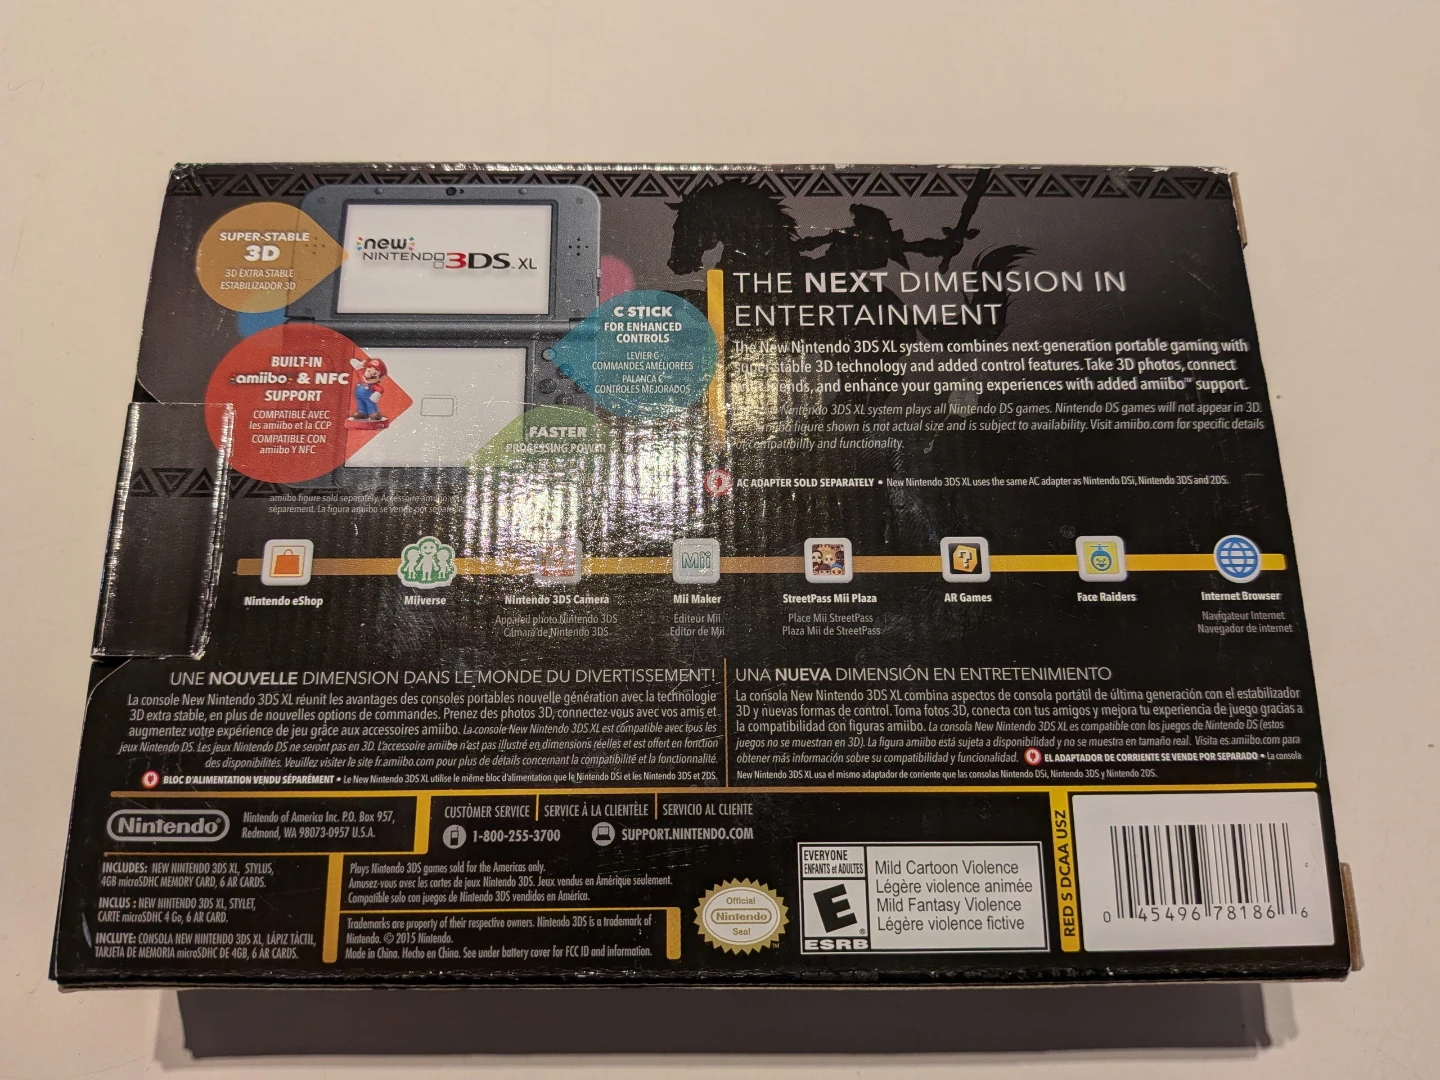 SUPER-STABLE
3D
3D EXTRA STABLE
ESTABILIZADOR 3D
new
NINTENDO3DS XL
BUILT-IN
amiibo & NFC
SUPPORT
COMPATIBLE AVEC
les amiibo et la CCP
COMPATIBLE CON
amiibo Y NFC
C STICK
FOR ENHANCED
CONTROLS
LEVIER C
COMMANDES AMÉLIORÉES
PALANCA C
CONTROLES MEJORADOS
FASTER
PROCESSING POWER
amiibo figure sold separately. Accessoire
séparement. La figura amiibo se vende por
THE NEXT DIMENSION IN
ENTERTAINMENT
The New Nintendo 3DS XL system combines next-generation portable gaming with
super-stable 3D technology and added control features. Take 3D photos, connect
and enhance your gaming experiences with added amiibo™ support.
Nintendo 3DS XL system plays all Nintendo DS games. Nintendo DS games will not appear in 3D.
figure shown is not actual size and is subject to availability. Visit amiibo.com for specific details
compatibility and functionality.
AC ADAPTER SOLD SEPARATELY • New Nintendo 3DS XL uses the same AC adapter as Nintendo DSi, Nintendo 3DS and 2DS.
Mii
Nintendo eShop
Miiverse
Nintendo 3DS Camera
Appareil photo Nintendo 3DS
Cámara de Nintendo 3DS
Mii Maker
Editeur Mii
Editor de Mii
StreetPass Mii Plaza
Place Mii StreetPass
Plaza Mii de StreetPass
AR Games
Face Raiders
Internet Browser
Navigateur Internet
Navegador de internet
UNE NOUVELLE DIMENSION DANS LE MONDE DU DIVERTISSEMENT!
La console New Nintendo 3DS XL réunit les avantages des consoles portables nouvelle génération avec la technologie
3D extra stable, en plus de nouvelles options de commandes. Prenez des photos 3D, connectez-vous avec vos amis et
augmentez votre expérience de jeu grâce aux accessoires amiibo. La console New Nintendo 3DS XL est compatible avec tous les
jeux Nintendo DS. Les jeux Nintendo DS ne seront pas en 3D. L'accessoire amiibo n'est pas illustré en dimensions réelles et est offert en fonction
des disponibilités. Veuillez visiter le site fr.amiibo.com pour plus de détails concernant la compatibilité et la fonctionnalité.
BLOC D'ALIMENTATION VENDU SÉPARÉMENT • Le New Nintendo 3DS XL utilise le même bloc d'alimentation que le Nintendo DSi et les Nintendo 3DS et 2DS.
UNA NUEVA DIMENSIÓN EN ENTRETENIMIENTO
La consola New Nintendo 3DS XL combina aspectos de consola portátil de última generación con el estabilizador
3D y nuevas formas de control. Toma fotos 3D, conecta con tus amigos y mejora tu experiencia de juego gracias a
la compatibilidad con figuras amiibo. La consola New Nintendo 3DS XL es compatible con los juegos de Nintendo DS (estos
juegos no se muestran en 3D). La figura amiibo está sujeta a disponibilidad y no se muestra en tamaño real. Visita es.amiibo.com para
obtener más información sobre su compatibilidad y funcionalidad. EL ADAPTADOR DE CORRIENTE SE VENDE POR SEPARADO • La consola
New Nintendo 3DS XL usa el mismo adaptador de corriente que las consolas Nintendo DSi, Nintendo 3DS y Nintendo 2DS.
Nintendo
Nintendo of America Inc. P.O. Box 957,
Redmond, WA 98073-0957 U.S.A.
CUSTOMER SERVICE | SERVICE À LA CLIENTÈLE | SERVICIO AL CLIENTE
1-800-255-3700
SUPPORT.NINTENDO.COM
INCLUDES: NEW NINTENDO 3DS XL, STYLUS,
4GB microSDHC MEMORY CARD, 6 AR CARDS.
INCLUS : NEW NINTENDO 3DS XL, STYLET,
CARTE microSDHC 4 Go, 6 AR CARD.
INCLUYE: CONSOLA NEW NINTENDO 3DS XL, LÁPIZ TÁCTIL,
TARJETA DE MEMORIA microSDHC DE 4GB, 6 AR CARDS.
Plays Nintendo 3DS games sold for the Americas only.
Amusez-vous avec les cartes de jeux Nintendo 3DS. Jeux vendus en Amérique seulement.
Compatible solo con juegos de Nintendo 3DS vendidos en América.
Trademarks are property of their respective owners. Nintendo 3DS is a trademark of
Nintendo. © 2015 Nintendo.
Made in China. Hecho en China. See under battery cover for FCC ID and information.
Official
Nintendo
Seal
TM
EVERYONE
ENFANTS et ADULTES
E
ESRB
Mild Cartoon Violence
Légère violence animée
Mild Fantasy Violence
Légère violence fictive
RED S DCAA USZ
0 45496 78186 6